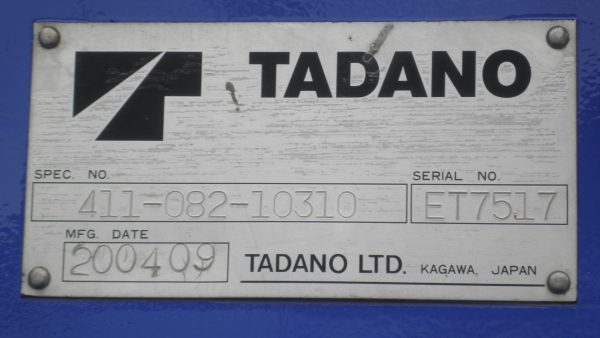 TADANO
SPEC. NO. SERIAL NO.
411-082-10310 ET7517
MFG. DATE
200409 TADANO LTD. KAGAWA, JAPAN